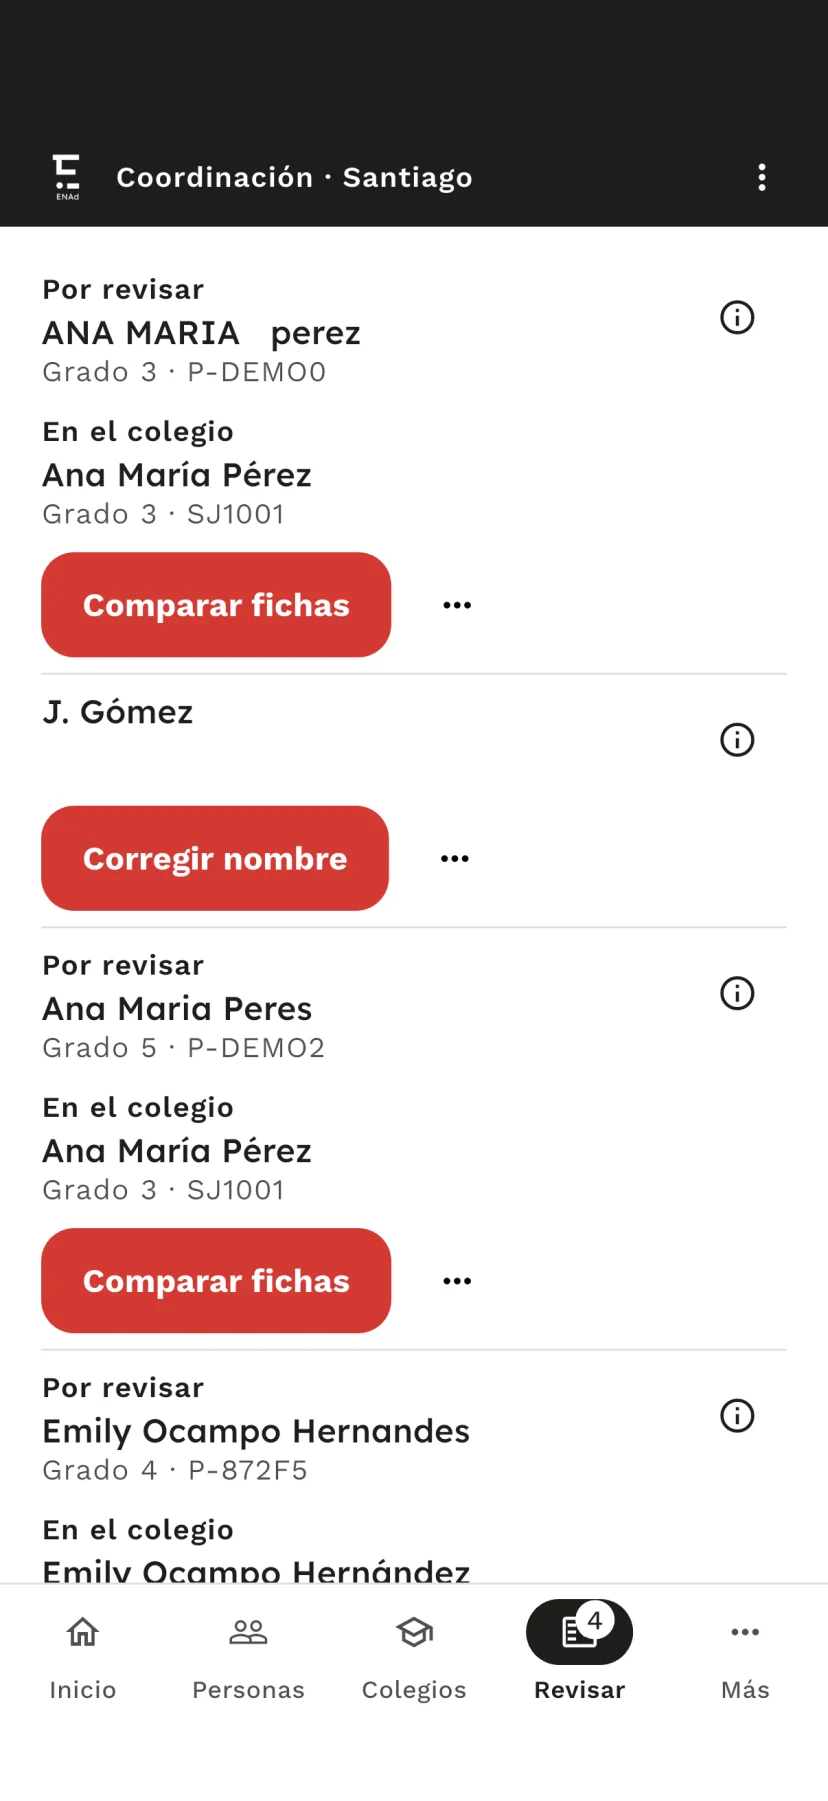 ENAd
Coordinación · Santiago
Por revisar
ANA MARIA   perez
Grado 3 · P-DEMO0
En el colegio
Ana María Pérez
Grado 3 · SJ1001
Comparar fichas
J. Gómez
Corregir nombre
Por revisar
Ana Maria Peres
Grado 5 · P-DEMO2
En el colegio
Ana María Pérez
Grado 3 · SJ1001
Comparar fichas
Por revisar
Emily Ocampo Hernandes
Grado 4 · P-872F5
En el colegio
Emily Ocampo Hernández
4
Inicio
Personas
Colegios
Revisar
Más